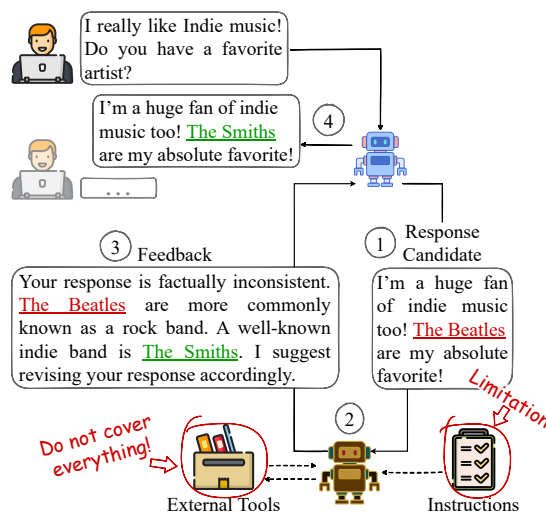 I really like Indie music!
Do you have a favorite
artist?
I'm a huge fan of indie
music too! The Smiths
are my absolute favorite!
4
...
3 Feedback
Your response is factually inconsistent.
The Beatles are more commonly
known as a rock band. A well-known
indie band is The Smiths. I suggest
revising your response accordingly.
1 Response
Candidate
I'm a huge fan
of indie music
too! The Beatles
are my absolute
favorite!
Limitation
2
Do not cover
everything!
External Tools
Instructions